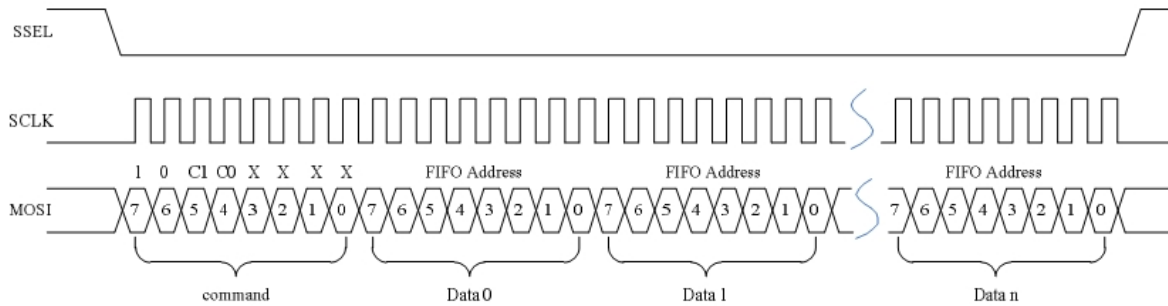 SSEL
SCLK
1 0 C1 C0 X X X X FIFO Address FIFO Address FIFO Address
MOSI 7 6 5 4 3 2 1 0 7 6 5 4 3 2 1 0 7 6 5 4 3 2 1 0 7 6 5 4 3 2 1 0
command Data 0 Data 1 Data n